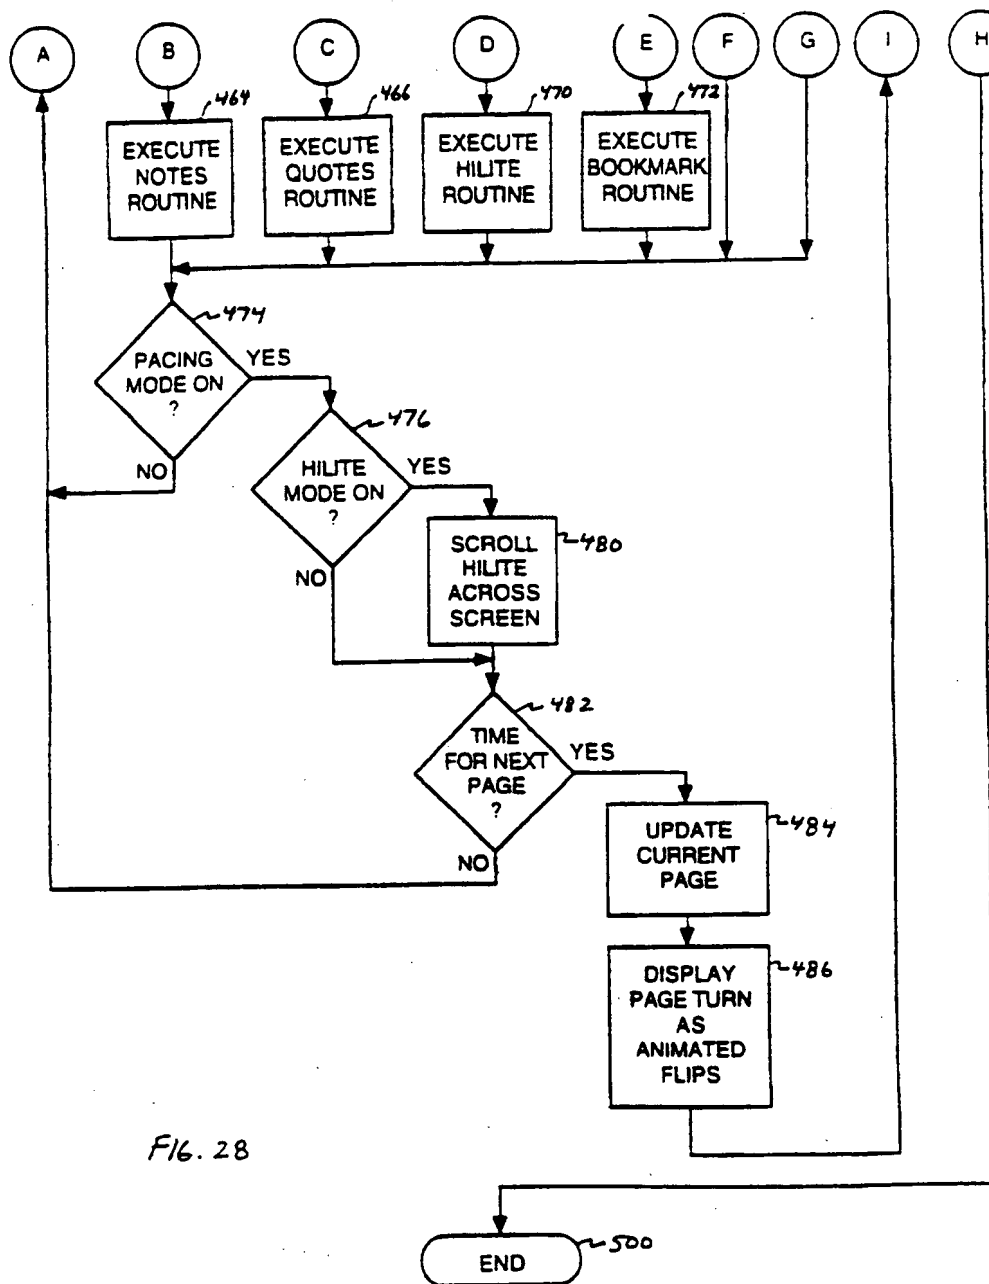 A
B
C
D
E
F
G
I
H
464
466
470
472
EXECUTE
NOTES
ROUTINE
EXECUTE
QUOTES
ROUTINE
EXECUTE
HILITE
ROUTINE
EXECUTE
BOOKMARK
ROUTINE
474
PACING
MODE ON
?
YES
NO
476
HILITE
MODE ON
?
YES
NO
480
SCROLL
HILITE
ACROSS
SCREEN
482
TIME
FOR NEXT
PAGE
?
YES
NO
484
UPDATE
CURRENT
PAGE
486
DISPLAY
PAGE TURN
AS
ANIMATED
FLIPS
FIG. 28
END
500